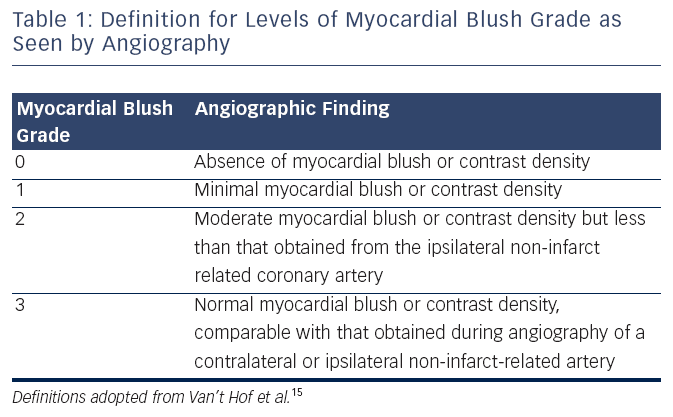 Table 1: Definition for Levels of Myocardial Blush Grade as
Seen by Angiography
Myocardial Blush Grade Angiographic Finding
0 Absence of myocardial blush or contrast density
1 Minimal myocardial blush or contrast density
2 Moderate myocardial blush or contrast density but less
than that obtained from the ipsilateral non-infarct
related coronary artery
3 Normal myocardial blush or contrast density,
comparable with that obtained during angiography of a
contralateral or ipsilateral non-infarct-related artery
Definitions adopted from Van’t Hof et al.15